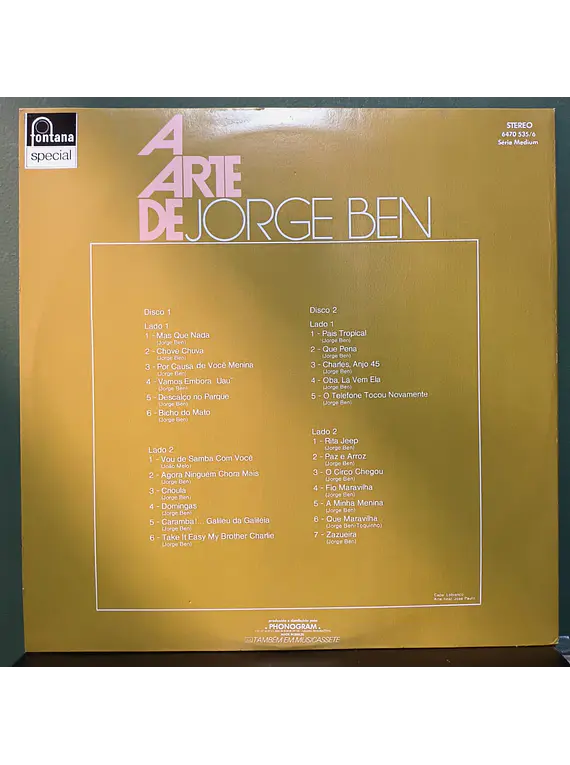 fontana
special
STEREO
6470 535/6
Série Medium
A
ARTE
DE JORGE BEN
Disco 1
Lado 1
1 - Mas Que Nada
(Jorge Ben)
2 - Chove Chuva
(Jorge Ben)
3 - Por Causa de Você Menina
(Jorge Ben)
4 - Vamos Embora "Uau"
(Jorge Ben)
5 - Descalço no Parque
(Jorge Ben)
6 - Bicho do Mato
(Jorge Ben)
Lado 2
1 - Vou de Samba Com Você
(João Melo)
2 - Agora Ninguém Chora Mais
(Jorge Ben)
3 - Crioula
(Jorge Ben)
4 - Domingas
(Jorge Ben)
5 - Caramba!... Galileu da Galiléia
(Jorge Ben)
6 - Take It Easy My Brother Charlie
(Jorge Ben)
Disco 2
Lado 1
1 - País Tropical
(Jorge Ben)
2 - Que Pena
(Jorge Ben)
3 - Charles, Anjo 45
(Jorge Ben)
4 - Oba, Lá Vem Ela
(Jorge Ben)
5 - O Telefone Tocou Novamente
(Jorge Ben)
Lado 2
1 - Rita Jeep
(Jorge Ben)
2 - Paz e Arroz
(Jorge Ben)
3 - O Circo Chegou
(Jorge Ben)
4 - Fio Maravilha
(Jorge Ben)
5 - A Minha Menina
(Jorge Ben)
6 - Que Maravilha
(Jorge Ben-Toquinho)
7 - Zazueira
(Jorge Ben)
produzido e distribuído pela
PHONOGRAM
TAMBÉM EM MUSICASSETE